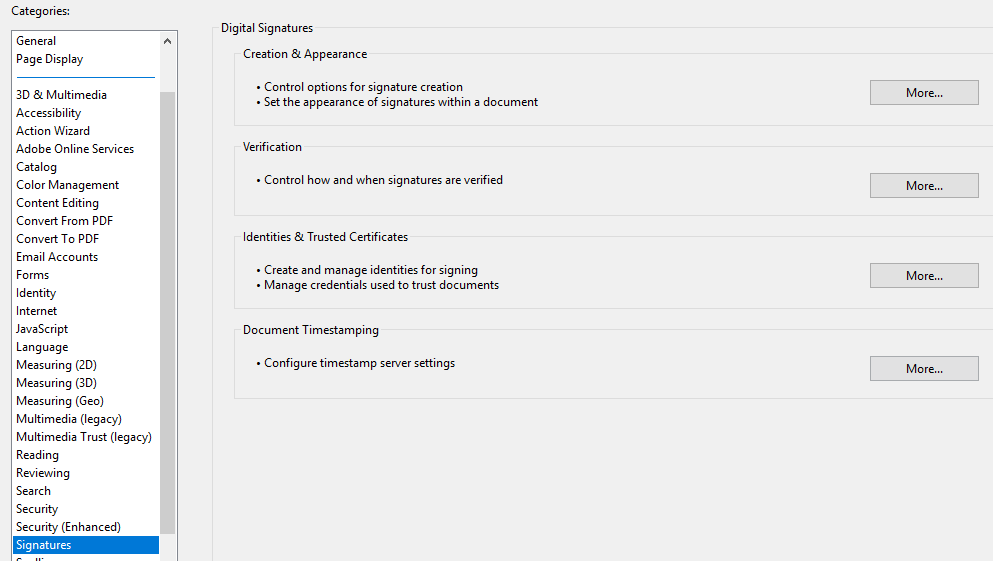 Categories:
General
Page Display
3D & Multimedia
Accessibility
Action Wizard
Adobe Online Services
Catalog
Color Management
Content Editing
Convert From PDF
Convert To PDF
Email Accounts
Forms
Identity
Internet
JavaScript
Language
Measuring (2D)
Measuring (3D)
Measuring (Geo)
Multimedia (legacy)
Multimedia Trust (legacy)
Reading
Reviewing
Search
Security
Security (Enhanced)
Signatures
Digital Signatures
Creation & Appearance
• Control options for signature creation
• Set the appearance of signatures within a document
More...
Verification
• Control how and when signatures are verified
More...
Identities & Trusted Certificates
• Create and manage identities for signing
• Manage credentials used to trust documents
More...
Document Timestamping
• Configure timestamp server settings
More...